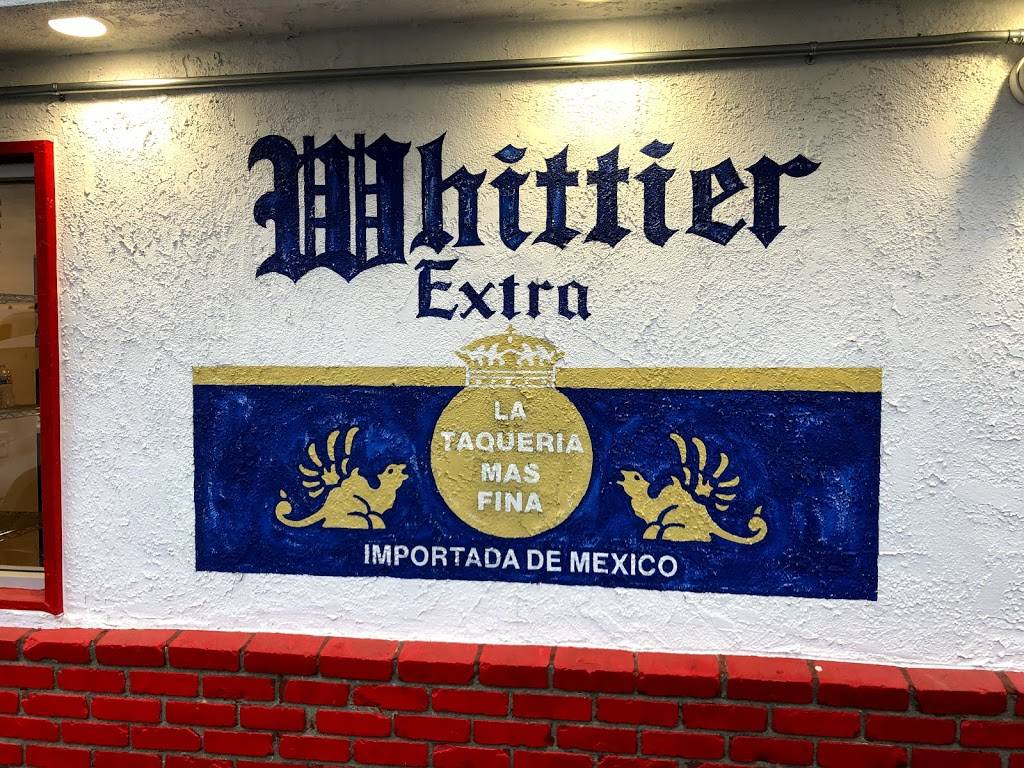 Whittier
Extra
LA
TAQUERIA
MAS
FINA
IMPORTADA DE MEXICO